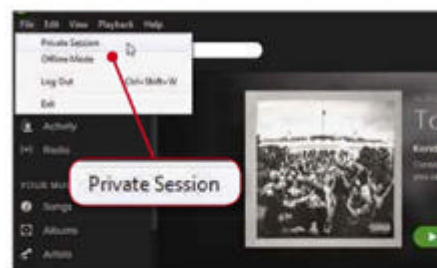 File Edit View Playback Help
Private Session
Offline Mode
Log Out Ctrl+Shift+W
Exit
Activity
Radio
YOUR MUSIC
Songs
Albums
Artists
Private Session
To